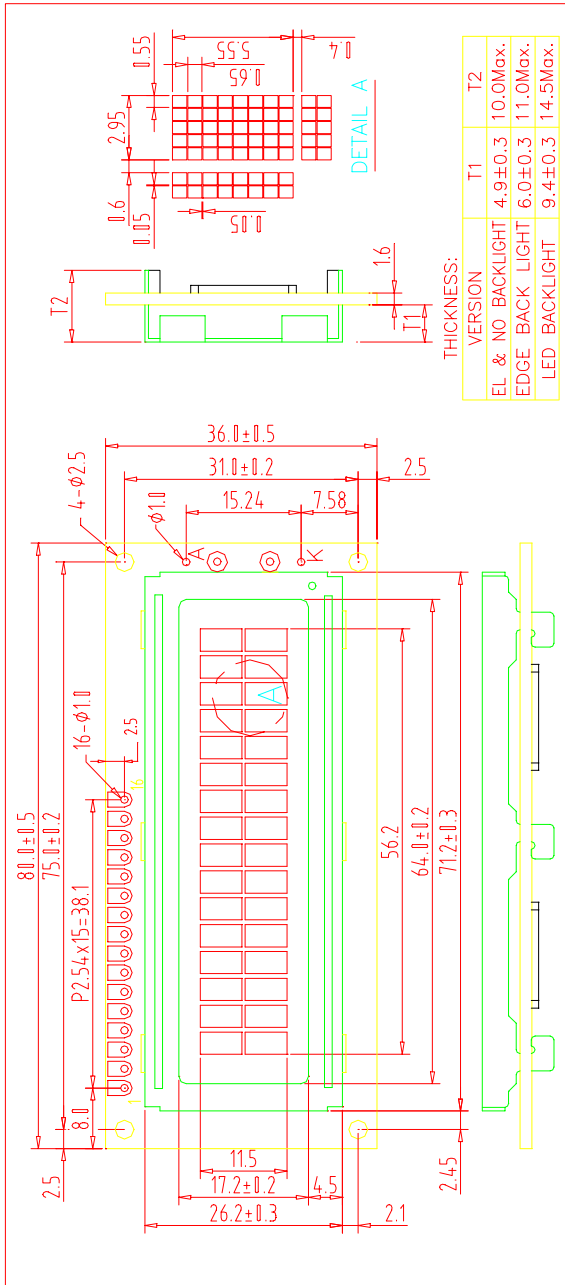 80.0±0.5
75.0±0.2
P2.54x15=38.1
8.0
2.5
16-ϕ1.0
2.5
1
16
4-ϕ2.5
ϕ1.0
A
K
36.0±0.5
31.0±0.2
15.24
7.58
2.5
A
56.2
64.0±0.2
71.2±0.3
2.45
11.5
17.2±0.2
4.5
26.2±0.3
2.1
T2
T1
1.6
0.6
2.95
0.55
0.05
0.05
5.55
0.65
0.4
DETAIL A
THICKNESS:
VERSION T1 T2
EL & NO BACKLIGHT 4.9±0.3 10.0Max.
EDGE BACK LIGHT 6.0±0.3 11.0Max.
LED BACKLIGHT 9.4±0.3 14.5Max.